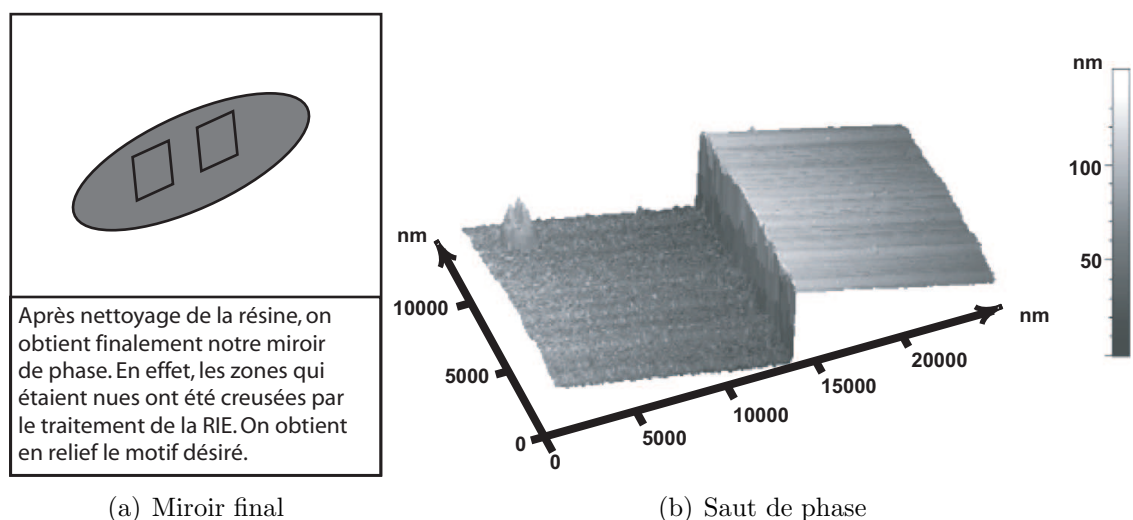 Après nettoyage de la résine, on
obtient finalement notre miroir
de phase. En effet, les zones qui
étaient nues ont été creusées par
le traitement de la RIE. On obtient
en relief le motif désiré.
(a) Miroir final
nm
10000
5000
0
0
5000
10000
15000
20000
nm
nm
100
50
(b) Saut de phase